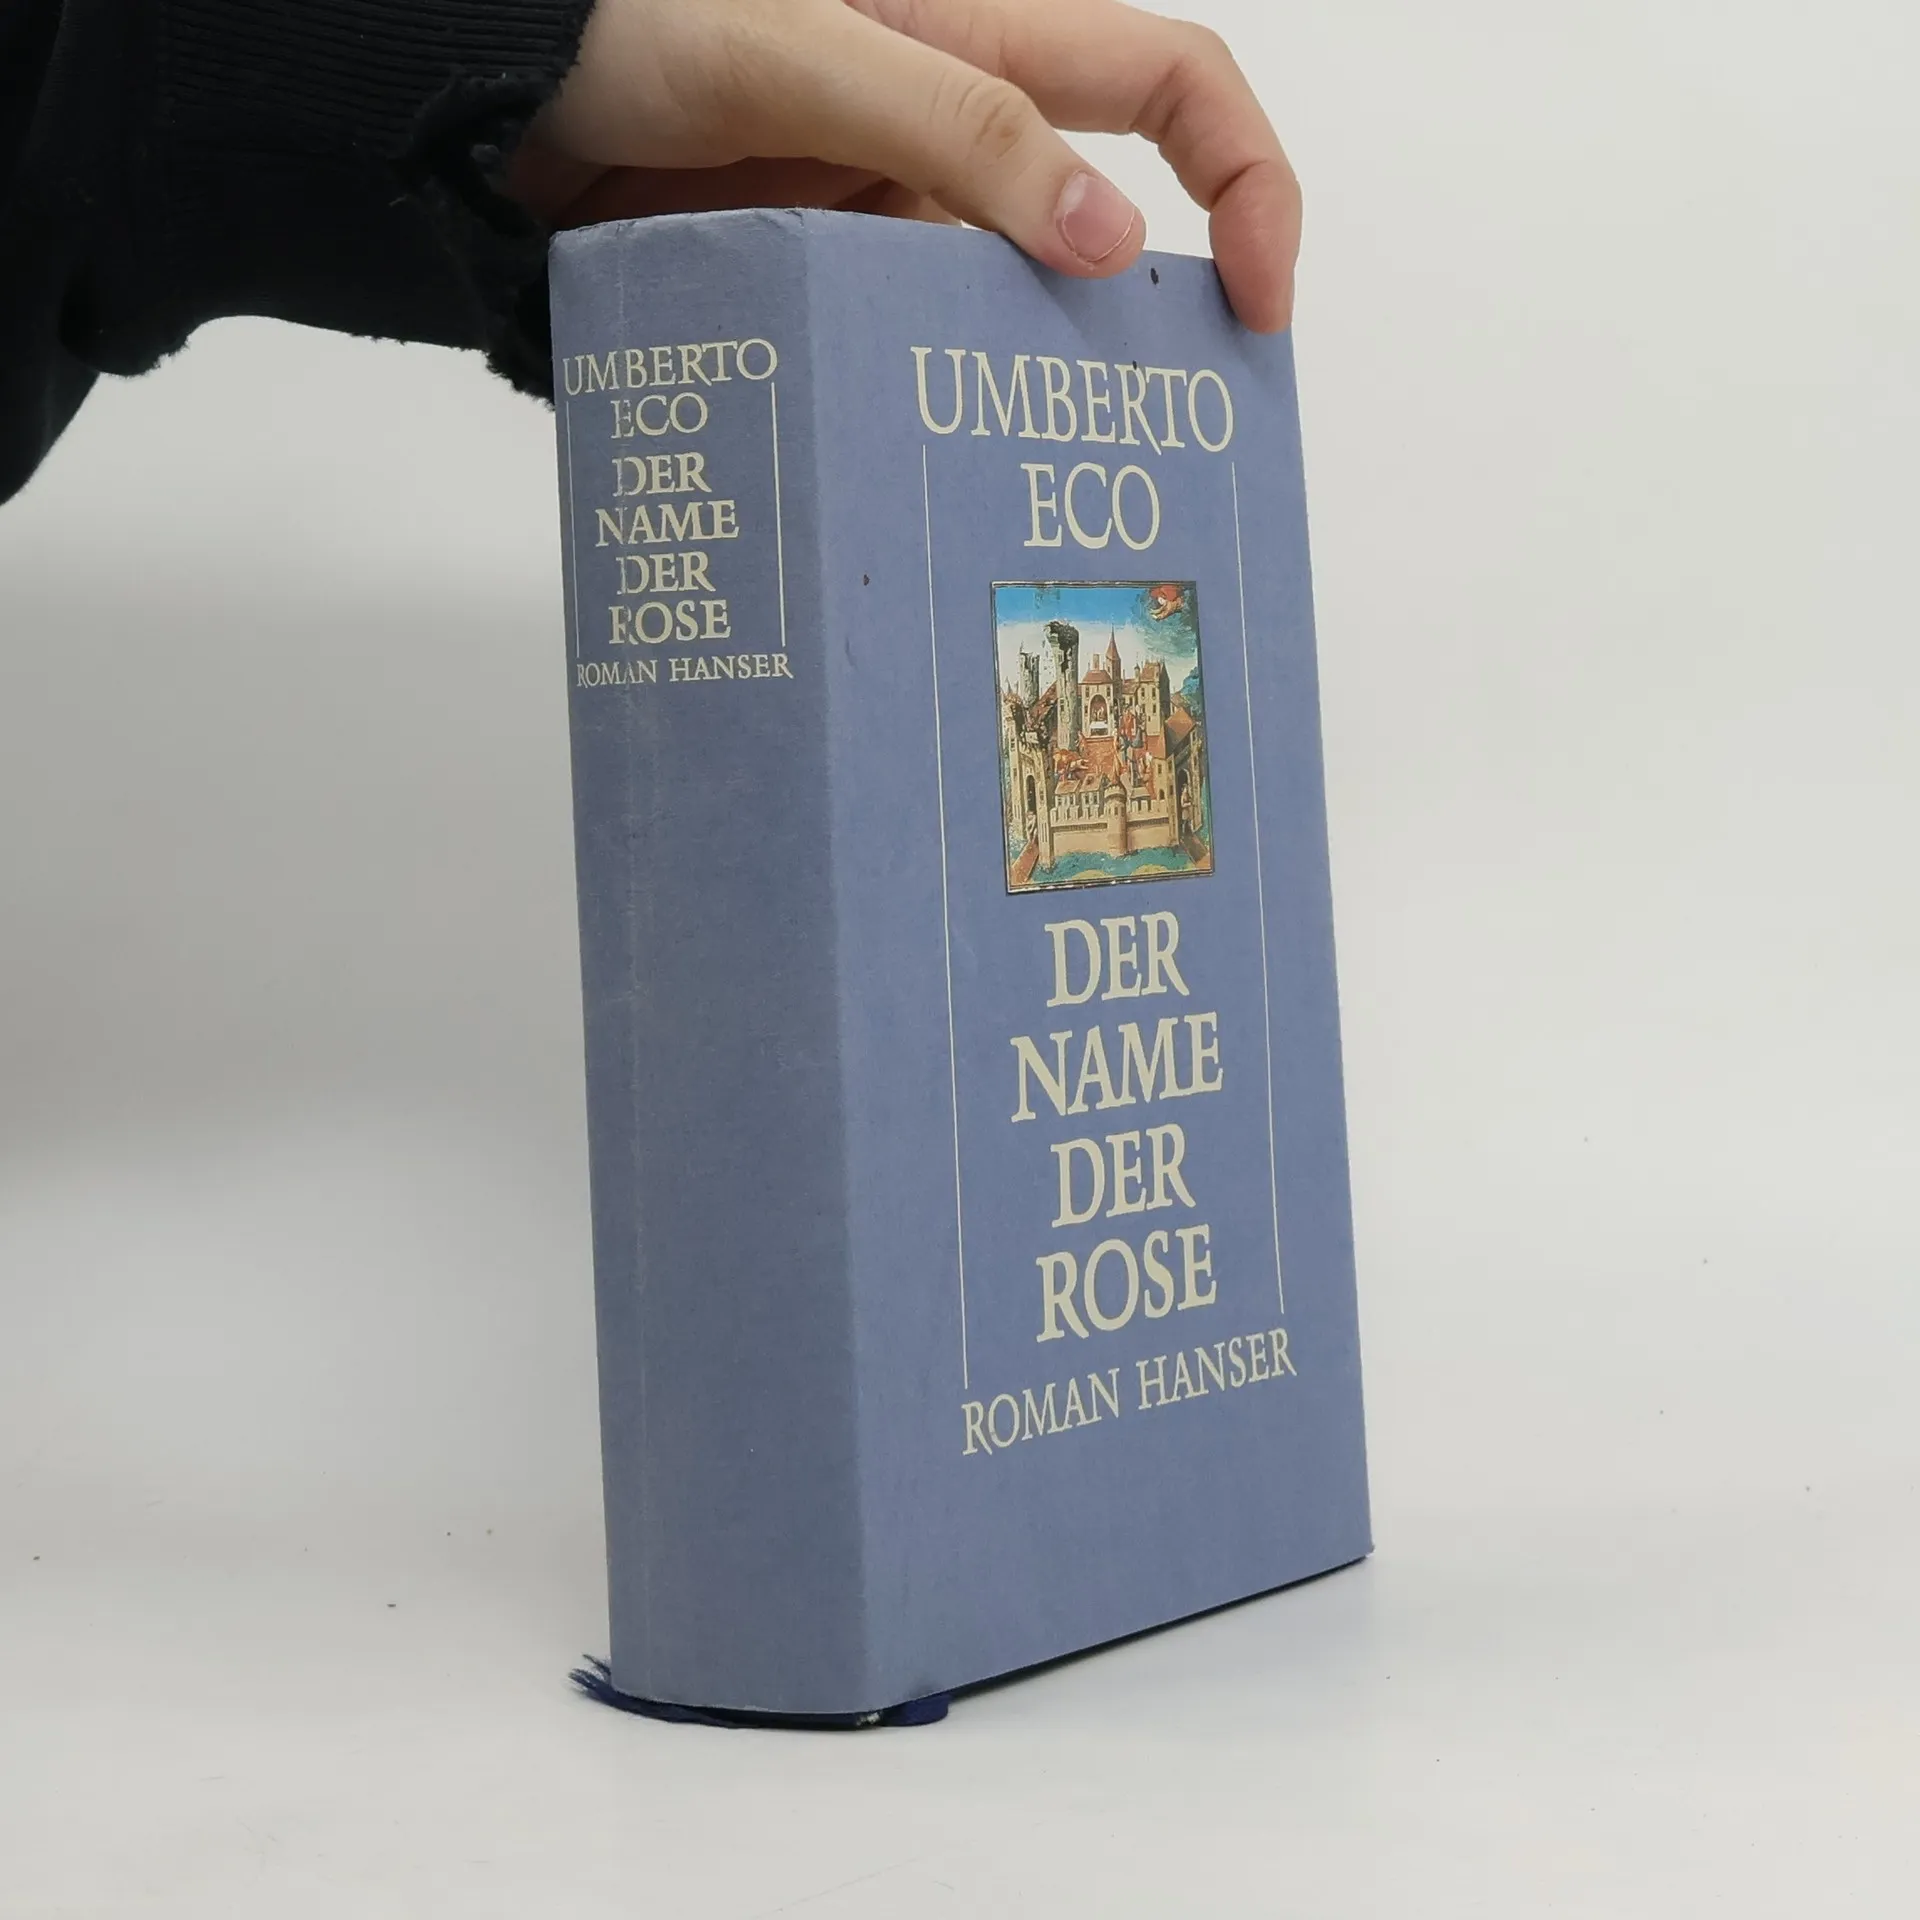 UMBERTO
ECO
DER
NAME
DER
ROSE
ROMAN HANSER
UMBERTO
ECO
DER
NAME
DER
ROSE
ROMAN HANSER